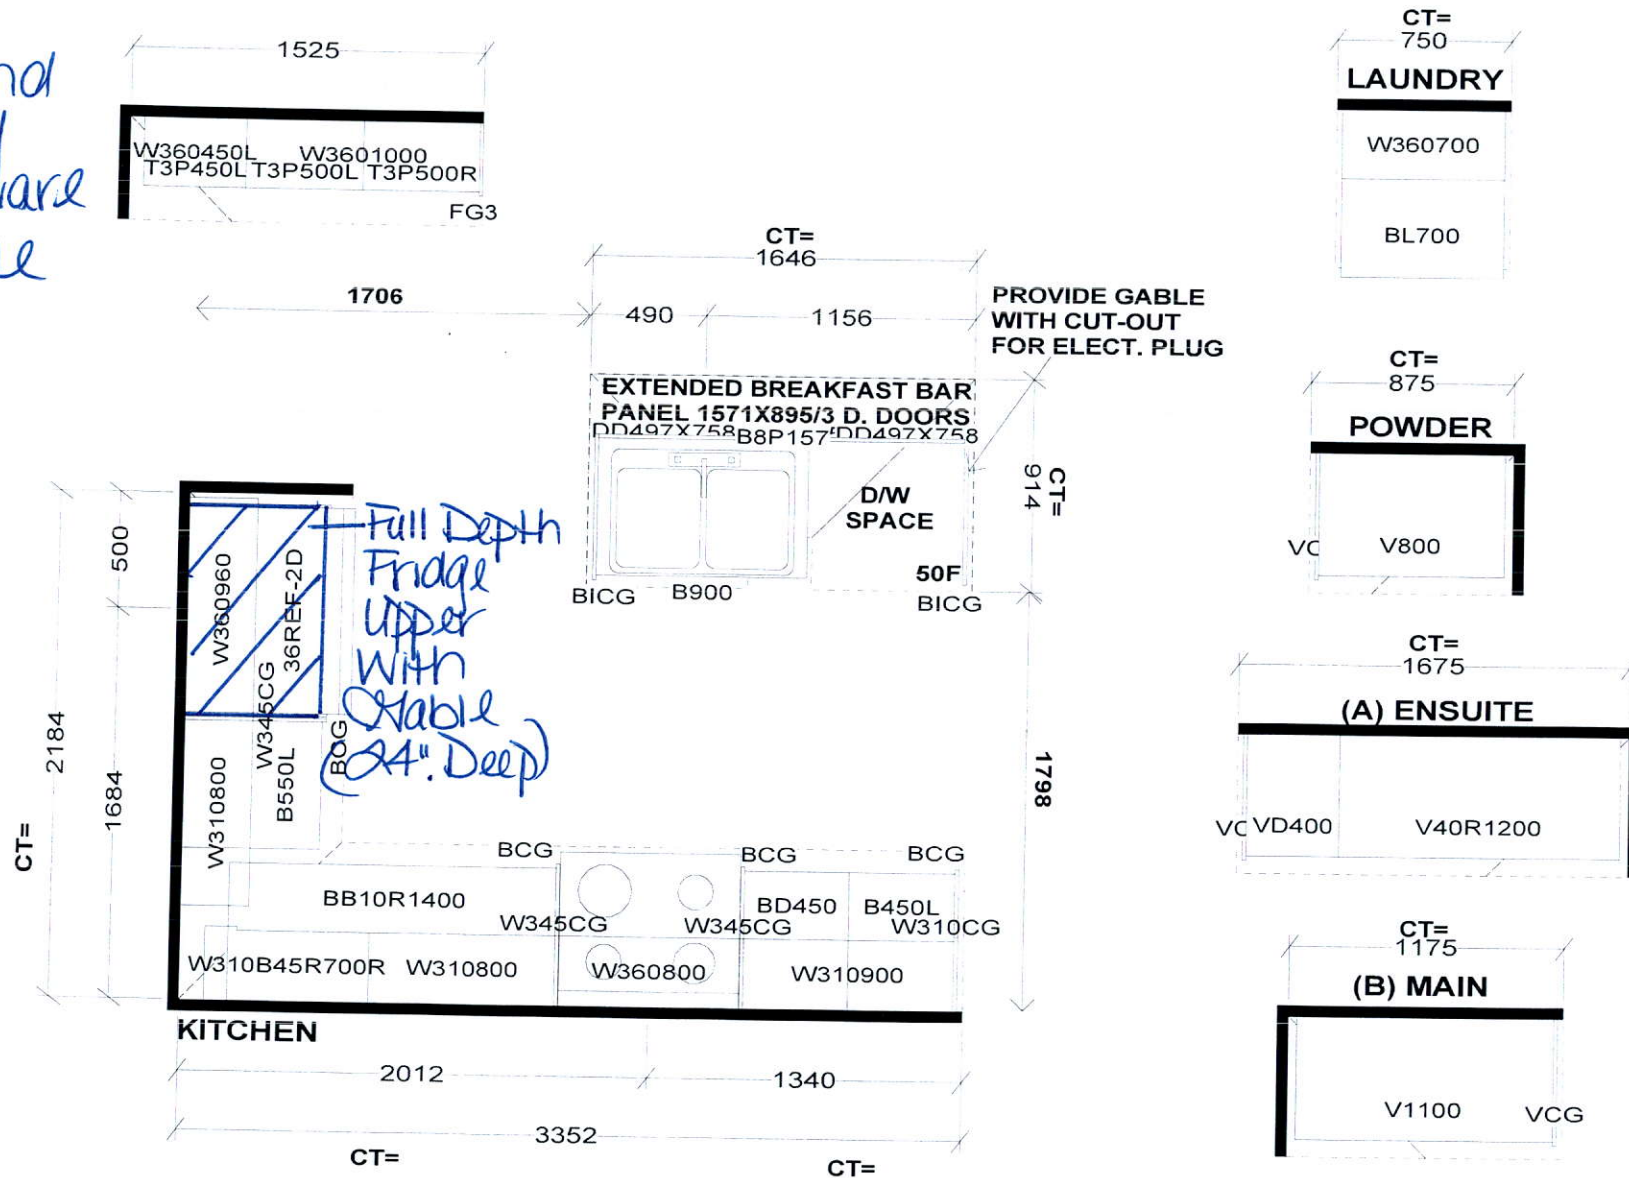 1525
W360450L W3601000
T3P450L T3P500L T3P500R
FG3
CT=
750
LAUNDRY
W360700
BL700
CT=
1646
1706
490
1156
PROVIDE GABLE
WITH CUT-OUT
FOR ELECT. PLUG
EXTENDED BREAKFAST BAR
PANEL 1571X895/3 D. DOORS
DD497X758 B8P157 DD497X758
D/W
SPACE
50F
BICG
B900
BICG
CT=
914
1798
CT=
875
POWDER
V800
CT=
1675
(A) ENSUITE
VD400
V40R1200
CT=
1175
(B) MAIN
V1100
VCG
500
2184
1684
CT=
W360960
36REF-2D
W345CG
B550L
BCG
W310800
Full Depth
Fridge
Upper
With
Gable
(24". Deep)
BCG
BCG
BCG
BB10R1400
BD450
B450L
W345CG
W345CG
W310CG
W310B45R700R
W310800
W360800
W310900
KITCHEN
2012
1340
3352
CT=
CT=